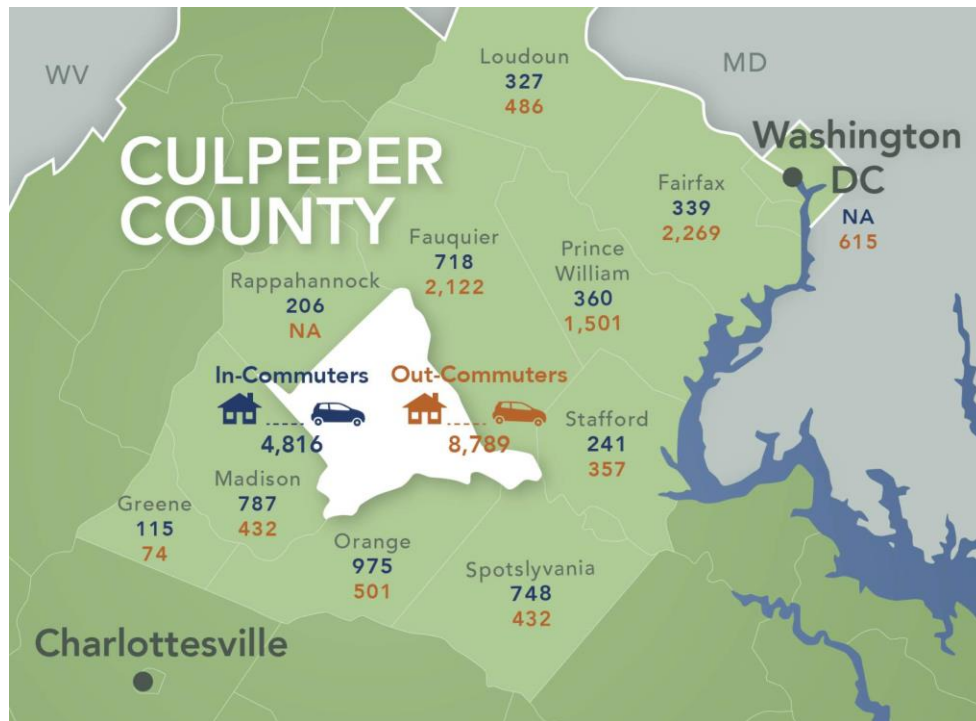 WV
MD
Loudoun
327
486
CULPEPER
COUNTY
Washington
DC
NA
615
Fairfax
339
2,269
Fauquier
718
2,122
Prince
William
360
1,501
Rappahannock
206
NA
In-Commuters
4,816
Out-Commuters
8,789
Stafford
241
357
Madison
787
432
Greene
115
74
Orange
975
501
Spotslyvania
748
432
Charlottesville